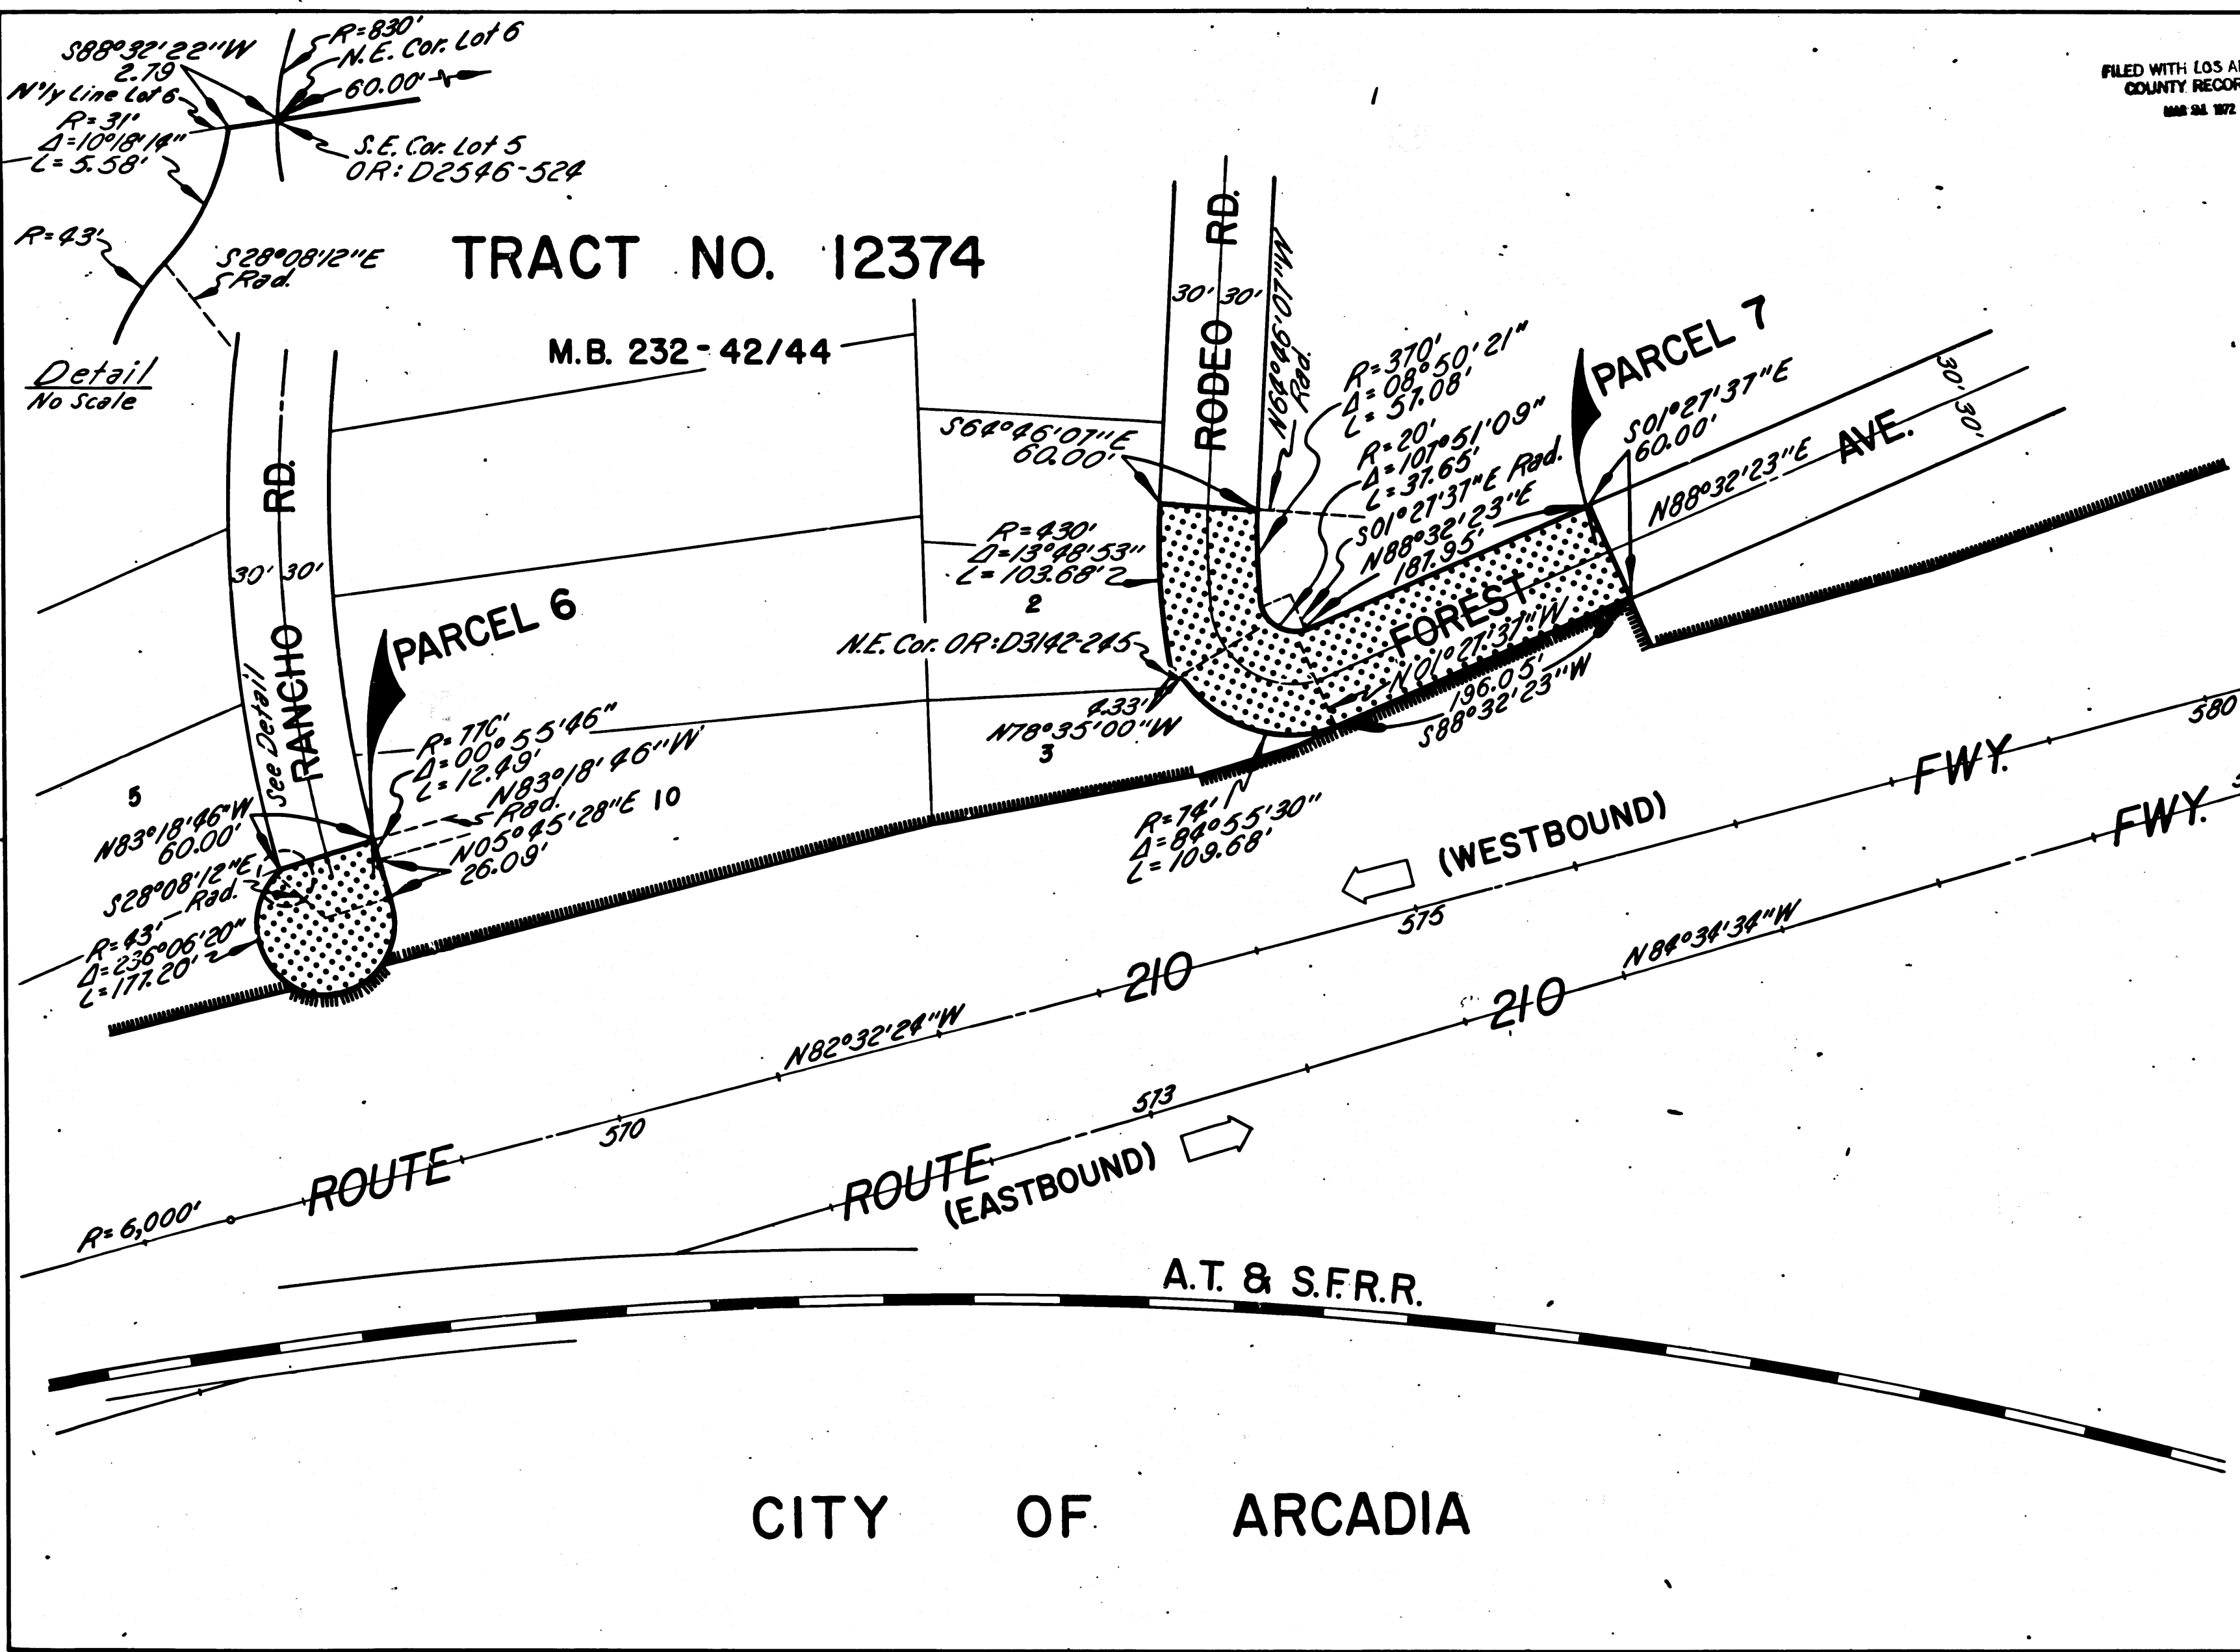 S88°32'22"W
2.79
N'ly Line Lot 6
R=31'
Δ=10°18'14"
L=5.58'
R=830'
N.E. Cor. Lot 6
60.00'
S.E. Cor. Lot 5
OR: D2546-524
R=43'
S28°08'12"E
Rad.
Detail
No Scale
FILED WITH LOS
COUNTY
1972
TRACT NO. 12374
M.B. 232-42/44
RANCHO RD.
30' 30'
See Detail
PARCEL 6
5
N83°18'46"W
60.00'
S28°08'12"E
Rad.
R=43'
Δ=236°06'20"
L=177.20'
R=770'
Δ=00°55'46"
L=12.49'
N83°18'46"W
Rad.
N05°45'28"E
26.09'
10
RODEO RD.
30' 30'
N64°46'07"W
Rad.
S64°46'07"E
60.00'
R=430'
Δ=13°48'53"
L=103.68'
2
N.E. Cor. OR: D3142-245
4.33'
N78°35'00"W
3
R=370'
Δ=08°50'21"
L=57.08'
R=20'
Δ=107°51'09"
L=37.65'
S01°27'37"E Rad.
N88°32'23"E
187.95'
PARCEL 7
S01°27'37"E
60.00'
30'
30'
N88°32'23"E
FOREST AVE.
N01°27'37"W
196.05'
S88°32'23"W
R=74'
Δ=84°55'30"
L=109.68'
(WESTBOUND)
R=6,000'
ROUTE 210 FWY.
570
N82°32'24"W
575
580
ROUTE 210 FWY.
573
N84°34'34"W
(EASTBOUND)
A.T. & S.F.R.R.
CITY OF ARCADIA